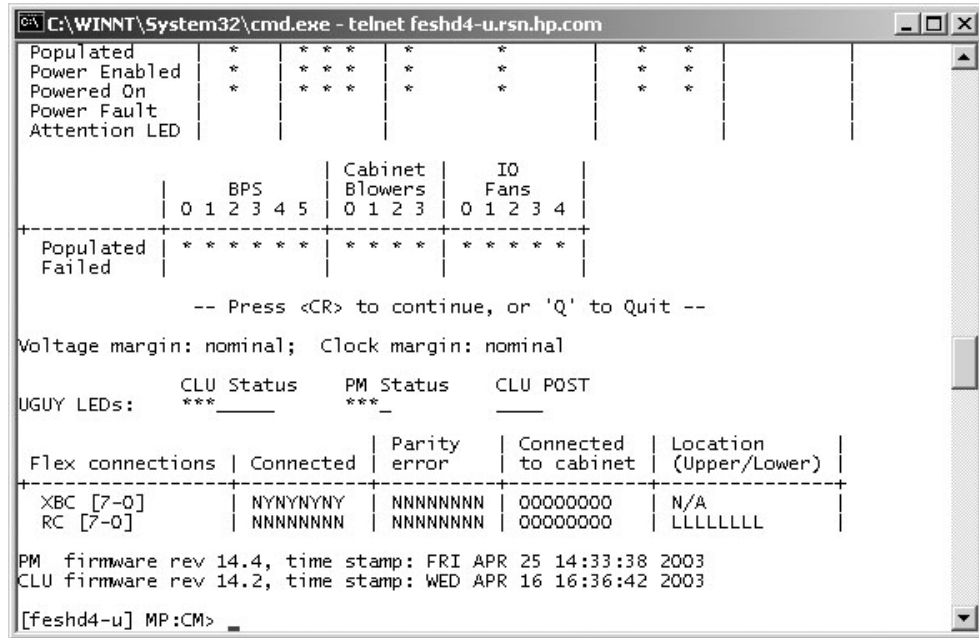 C:\WINNT\System32\cmd.exe - telnet feshd4-u.rsn.hp.com
Populated     |  *  | * * * | *       *        |   *   *  |          |
Power Enabled |  *  | * * * | *       *        |   *   *  |          |
Powered On    |  *  | * * * | *       *        |   *   *  |          |
Power Fault   |     |       |                  |          |          |
Attention LED |     |       |                  |          |          |
| Cabinet |    IO     |
|     BPS     | Blowers |   Fans    |
| 0 1 2 3 4 5 | 0 1 2 3 | 0 1 2 3 4 |
+-----------+-------------+---------+-----------+
Populated | * * * * * * | * * * * | * * * * * |
Failed    |             |         |           |
-- Press <CR> to continue, or 'Q' to Quit --
Voltage margin: nominal;  Clock margin: nominal
CLU Status    PM Status    CLU POST
UGUY LEDs:    ***_____      ***_         ____
| Parity   | Connected  | Location      |
Flex connections | Connected | error    | to cabinet | (Upper/Lower) |
+------------------+-----------+----------+------------+---------------+
XBC [7-0]       | NYNYNYNY  | NNNNNNNN | 00000000   | N/A           |
RC [7-0]        | NNNNNNNN  | NNNNNNNN | 00000000   | LLLLLLLL      |
PM  firmware rev 14.4, time stamp: FRI APR 25 14:33:38 2003
CLU firmware rev 14.2, time stamp: WED APR 16 16:36:42 2003
[feshd4-u] MP:CM> _